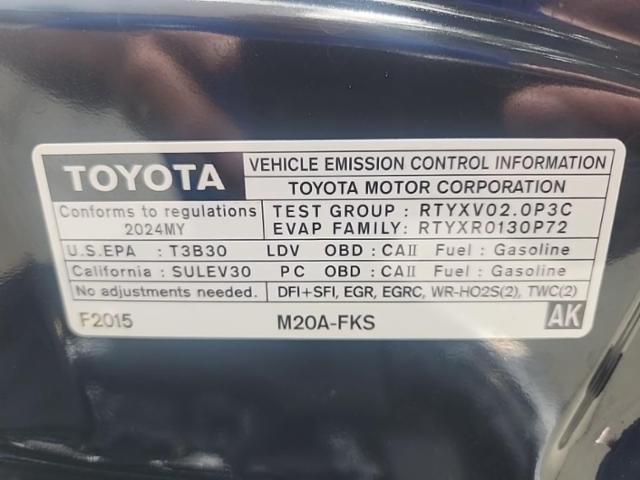 TOYOTA
VEHICLE EMISSION CONTROL INFORMATION
TOYOTA MOTOR CORPORATION
Conforms to regulations
2024MY
TEST GROUP : RTYXV02.0P3C
EVAP FAMILY: RTYXR0130P72
U.S.EPA : T3B30 LDV OBD : CAII Fuel : Gasoline
California : SULEV30 PC OBD : CAII Fuel : Gasoline
No adjustments needed. DFI+SFI, EGR, EGRC, WR-HO2S(2), TWC(2)
F2015 M20A-FKS AK